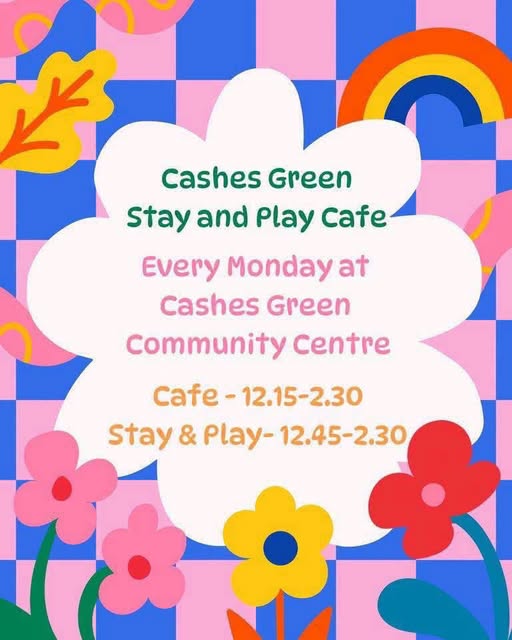 Cashes Green
Stay and Play Cafe
Every Monday at
Cashes Green
Community Centre
Cafe - 12.15-2.30
Stay & Play- 12.45-2.30